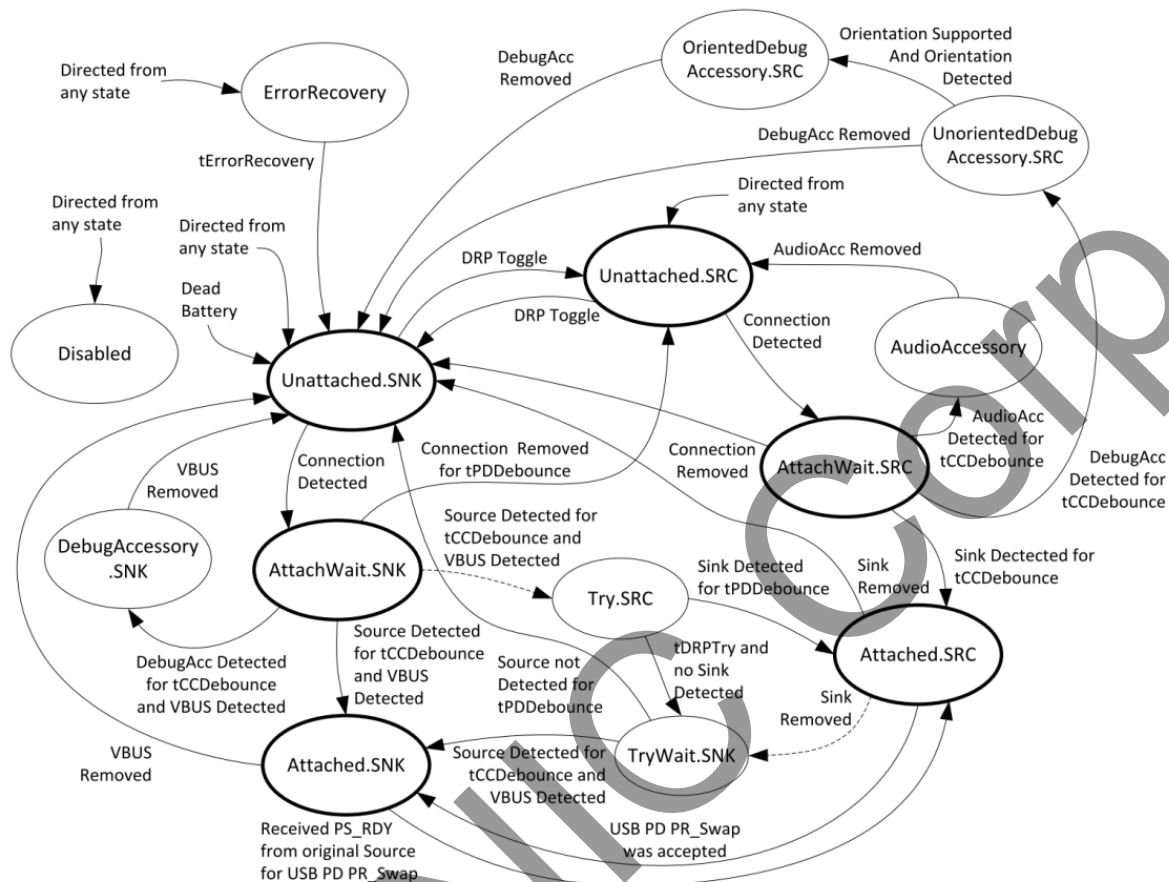 Directed from
any state
ErrorRecovery
tErrorRecovery
DebugAcc
Removed
OrientedDebug
Accessory.SRC
Orientation Supported
And Orientation
Detected
DebugAcc Removed
UnorientedDebug
Accessory.SRC
Directed from
any state
Disabled
Directed from
any state
Dead
Battery
DRP Toggle
DRP Toggle
Directed from
any state
Unattached.SRC
AudioAcc Removed
Connection
Detected
AudioAccessory
Unattached.SNK
AudioAcc
Detected for
tCCDebounce
DebugAcc
Detected for
tCCDebounce
AttachWait.SRC
Connection
Removed
Connection Removed
for tPDDebounce
VBUS
Removed
Connection
Detected
DebugAccessory
.SNK
AttachWait.SNK
Source Detected for
tCCDebounce and
VBUS Detected
Try.SRC
Sink Detected
for tPDDebounce
Sink
Removed
Sink Dectected for
tCCDebounce
Attached.SRC
DebugAcc Detected
for tCCDebounce
and VBUS Detected
Source Detected
for tCCDebounce
and VBUS
Detected
Source not
Detected for
tPDDebounce
tDRPTry and
no Sink
Detected
Sink
Removed
VBUS
Removed
Attached.SNK
Source Detected for
tCCDebounce and
VBUS Detected
TryWait.SNK
Received PS_RDY
from original Source
for USB PD PR_Swap
USB PD PR_Swap
was accepted
llc Corp